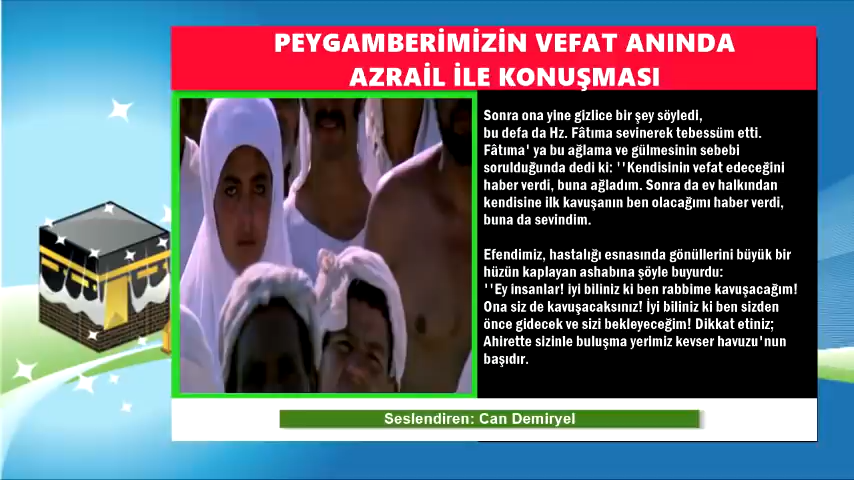 PEYGAMBERİMİZİN VEFAT ANINDA
AZRAİL İLE KONUŞMASI
Sonra ona yine gizlice bir şey söyledi,
bu defa da Hz. Fâtıma sevinerek tebessüm etti.
Fâtıma' ya bu ağlama ve gülmesinin sebebi
sorulduğunda dedi ki: ''Kendisinin vefat edeceğini
haber verdi, buna ağladım. Sonra da ev halkından
kendisine ilk kavuşanın ben olacağımı haber verdi,
buna da sevindim.
Efendimiz, hastalığı esnasında gönüllerini büyük bir
hüzün kaplayan ashabına şöyle buyurdu:
''Ey insanlar! iyi biliniz ki ben rabbime kavuşacağım!
Ona siz de kavuşacaksınız! İyi biliniz ki ben sizden
önce gidecek ve sizi bekleyeceğim! Dikkat etiniz;
Ahirette sizinle buluşma yerimiz kevser havuzu'nun
başıdır.
Seslendiren: Can Demiryel